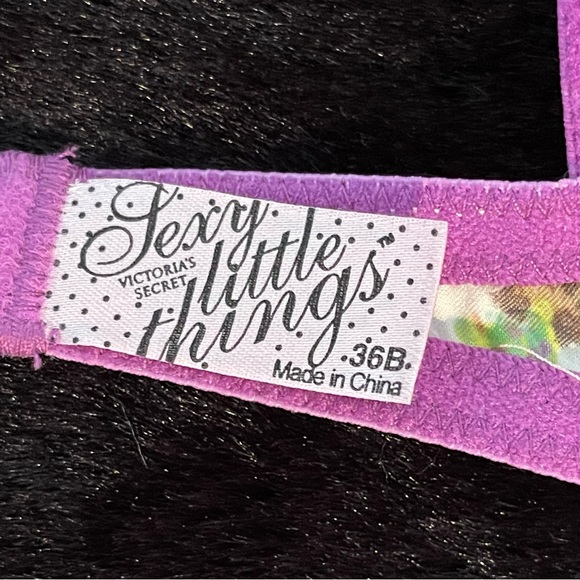 Sexy
little
things™
VICTORIA'S
SECRET
36B
Made in China